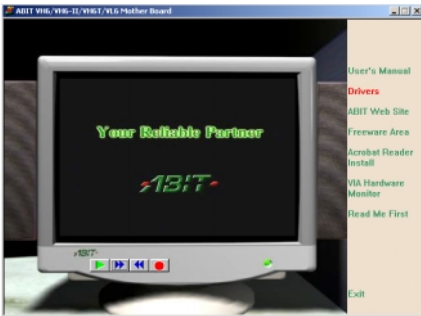 ABIT VH6/VH6-II/VH6T/VL6 Mother Board
Your Reliable Partner
ABIT
ABIT
User's Manual
Drivers
ABIT Web Site
Freeware Area
Acrobat Reader
Install
VIA Hardware
Monitor
Read Me First
Exit